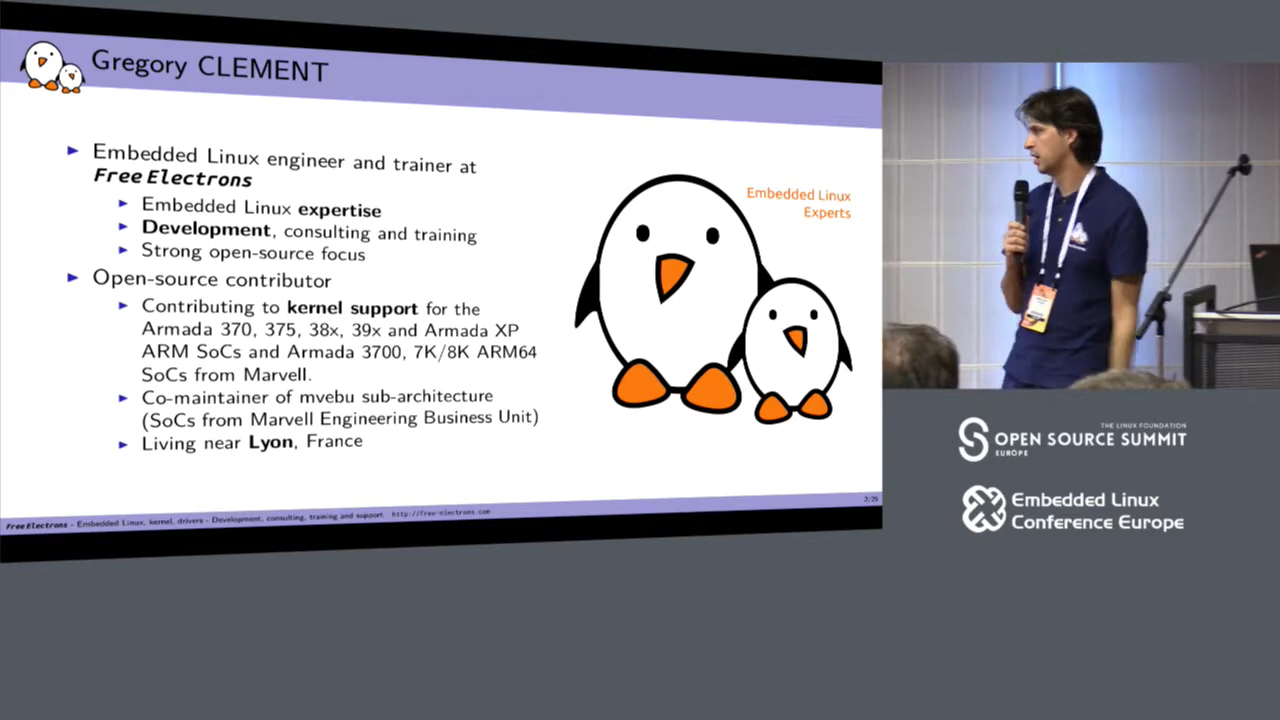 Gregory CLEMENT
Embedded Linux engineer and trainer at
Free Electrons
Embedded Linux expertise
Development, consulting and training
Strong open-source focus
Open-source contributor
Contributing to kernel support for the
Armada 370, 375, 38x, 39x and Armada XP
ARM SoCs and Armada 3700, 7K/8K ARM64
SoCs from Marvell.
Co-maintainer of mvebu sub-architecture
(SoCs from Marvell Engineering Business Unit)
Living near Lyon, France
Embedded Linux
Experts
Free Electrons - Embedded Linux, kernel, drivers - Development, consulting, training and support. http://free-electrons.com
2/25
THE LINUX FOUNDATION
OPEN SOURCE SUMMIT
EUROPE
Embedded Linux
Conference Europe